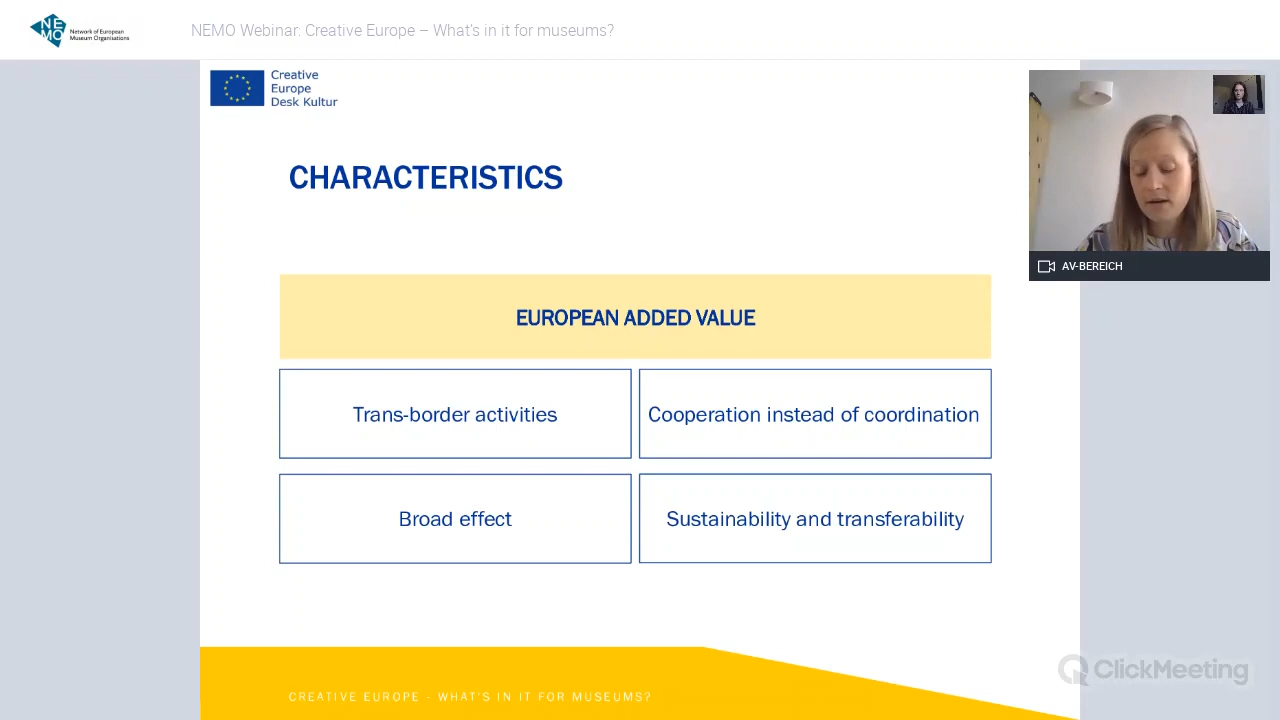 NEMO
Network of European
Museum Organisations
NEMO Webinar: Creative Europe – What's in it for museums?
Creative
Europe
Desk Kultur
CHARACTERISTICS
AV-BEREICH
EUROPEAN ADDED VALUE
Trans-border activities
Cooperation instead of coordination
Broad effect
Sustainability and transferability
ClickMeeting
CREATIVE EUROPE - WHAT'S IN IT FOR MUSEUMS?